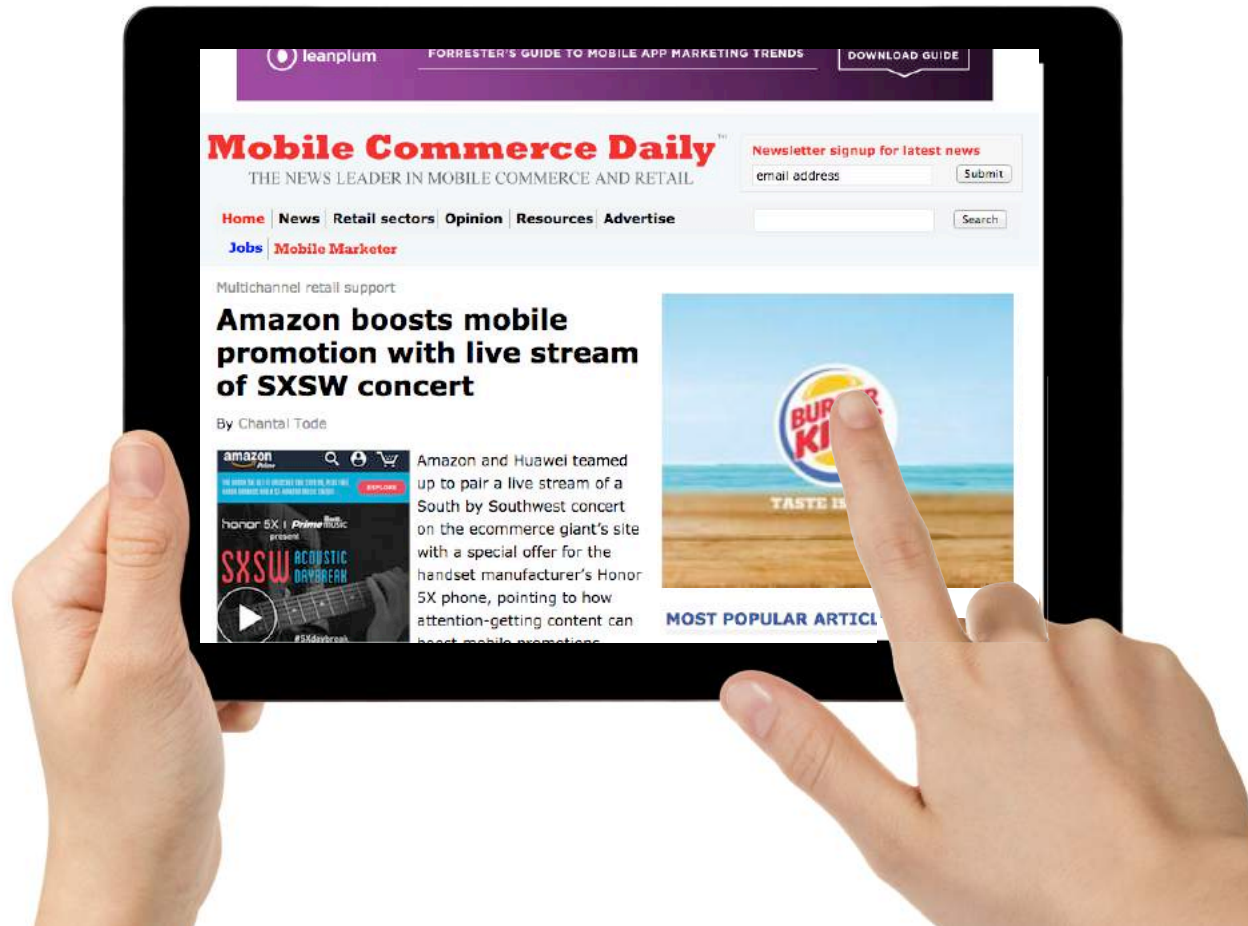 leanplum
FORRESTER'S GUIDE TO MOBILE APP MARKETING TRENDS
DOWNLOAD GUIDE
Mobile Commerce Daily™
THE NEWS LEADER IN MOBILE COMMERCE AND RETAIL
Newsletter signup for latest news
email address
Submit
Home News Retail sectors Opinion Resources Advertise
Search
Jobs Mobile Marketer
Multichannel retail support
Amazon boosts mobile
promotion with live stream
of SXSW concert
By Chantal Tode
amazon
Prime
EXPLORE
honor 5X | Prime music
present
SXSW ACOUSTIC
DAYBREAK
#5Xdaybreak
Amazon and Huawei teamed
up to pair a live stream of a
South by Southwest concert
on the ecommerce giant's site
with a special offer for the
handset manufacturer's Honor
5X phone, pointing to how
attention-getting content can
boost mobile promotions
BURGER
KING
TASTE IS
MOST POPULAR ARTICL